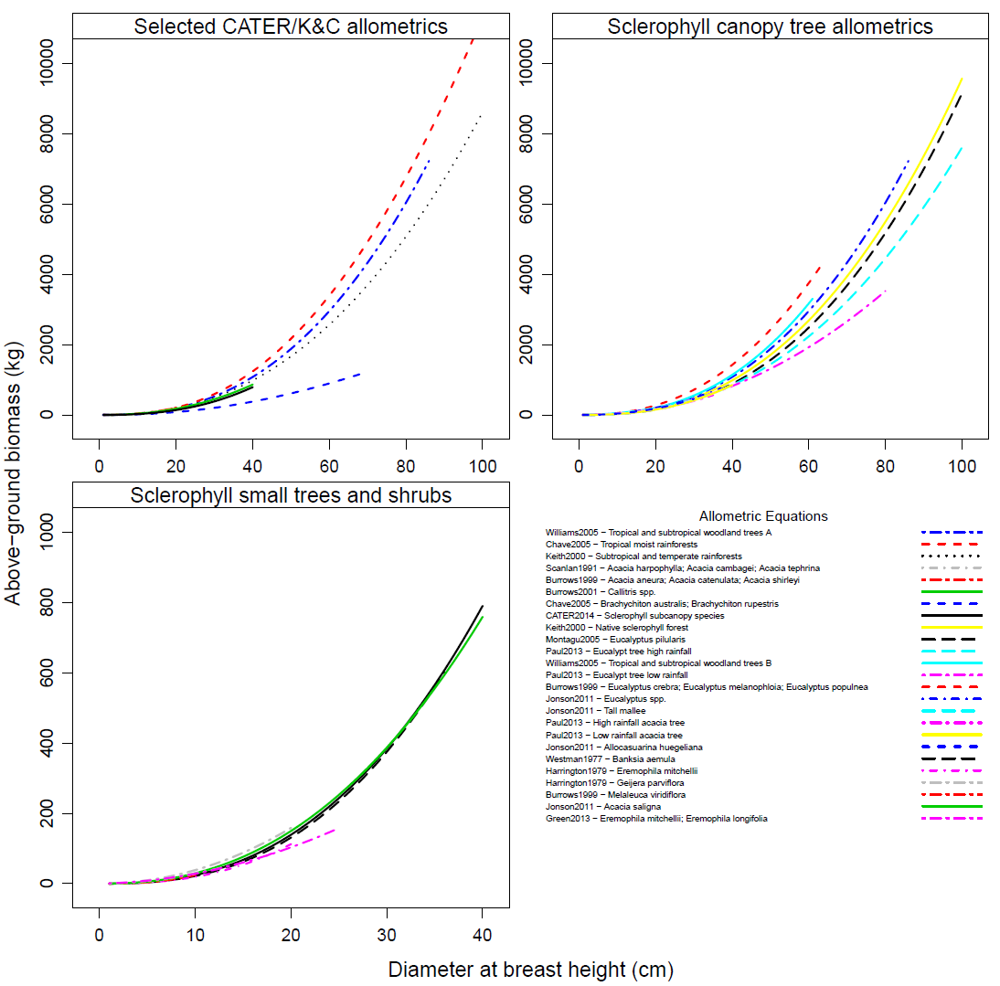 Selected CATER/K&C allometrics
Sclerophyll canopy tree allometrics
0
2000
4000
6000
8000
10000
0 20 40 60 80 100
0
2000
4000
6000
8000
10000
0 20 40 60 80 100
Above−ground biomass (kg)
Sclerophyll small trees and shrubs
0
200
400
600
800
1000
0 10 20 30 40
Diameter at breast height (cm)
Allometric Equations
Williams2005 − Tropical and subtropical woodland trees A
Chave2005 − Tropical moist rainforests
Keith2000 − Subtropical and temperate rainforests
Scanlan1991 − Acacia harpophylla; Acacia cambagei; Acacia tephrina
Burrows1999 − Acacia aneura; Acacia catenulata; Acacia shirleyi
Burrows2001 − Callitris spp.
Chave2005 − Brachychiton australis; Brachychiton rupestris
CATER2014 − Sclerophyll subcanopy species
Keith2000 − Native sclerophyll forest
Montagu2005 − Eucalyptus pilularis
Paul2013 − Eucalypt tree high rainfall
Williams2005 − Tropical and subtropical woodland trees B
Paul2013 − Eucalypt tree low rainfall
Burrows1999 − Eucalyptus crebra; Eucalyptus melanophloia; Eucalyptus populnea
Jonson2011 − Eucalyptus spp.
Jonson2011 − Tall mallee
Paul2013 − High rainfall acacia tree
Paul2013 − Low rainfall acacia tree
Jonson2011 − Allocasuarina huegeliana
Westman1977 − Banksia aemula
Harrington1979 − Eremophila mitchellii
Harrington1979 − Geijera parviflora
Burrows1999 − Melaleuca viridiflora
Jonson2011 − Acacia saligna
Green2013 − Eremophila mitchellii; Eremophila longifolia